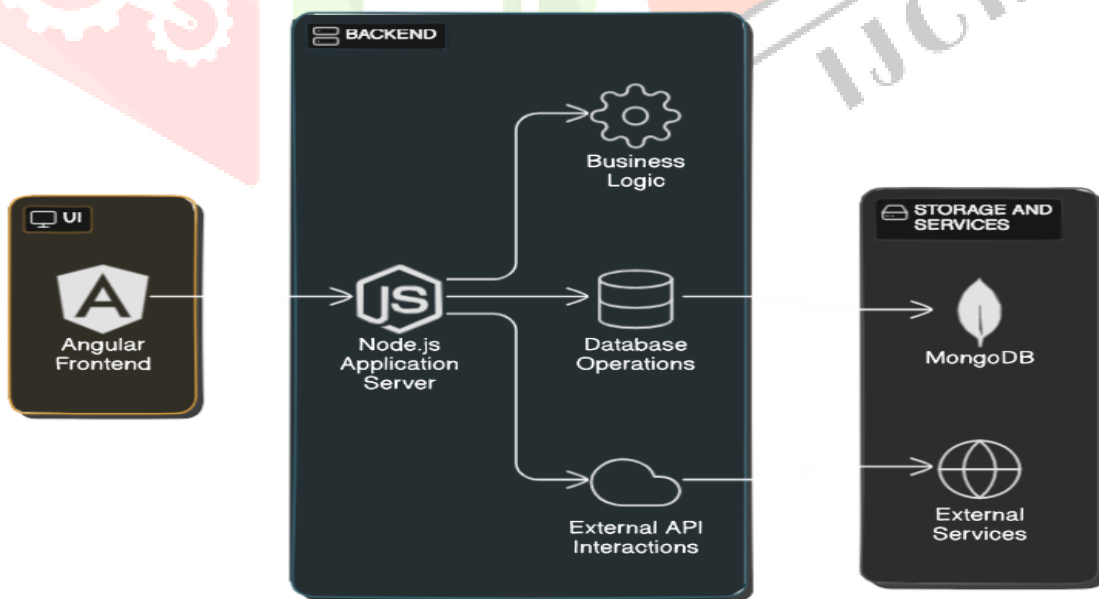 BACKEND
Business
Logic
UI
A
Angular
Frontend
JS
Node.js
Application
Server
Database
Operations
External API
Interactions
STORAGE AND
SERVICES
MongoDB
External
Services